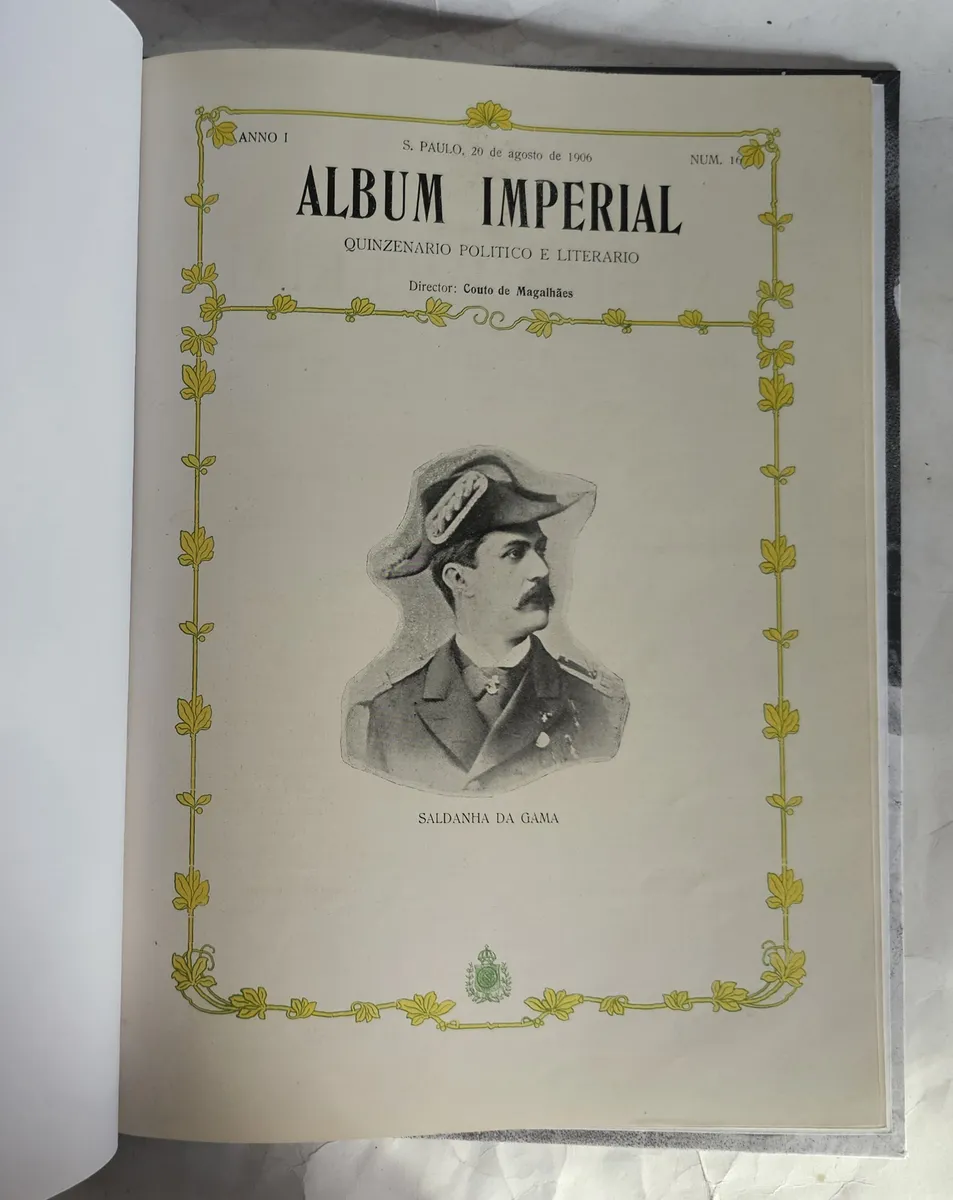 ANNO I
S. PAULO, 20 de agosto de 1906
NUM. 16
ALBUM IMPERIAL
QUINZENARIO POLITICO E LITERARIO
Director: Couto de Magalhães
SALDANHA DA GAMA